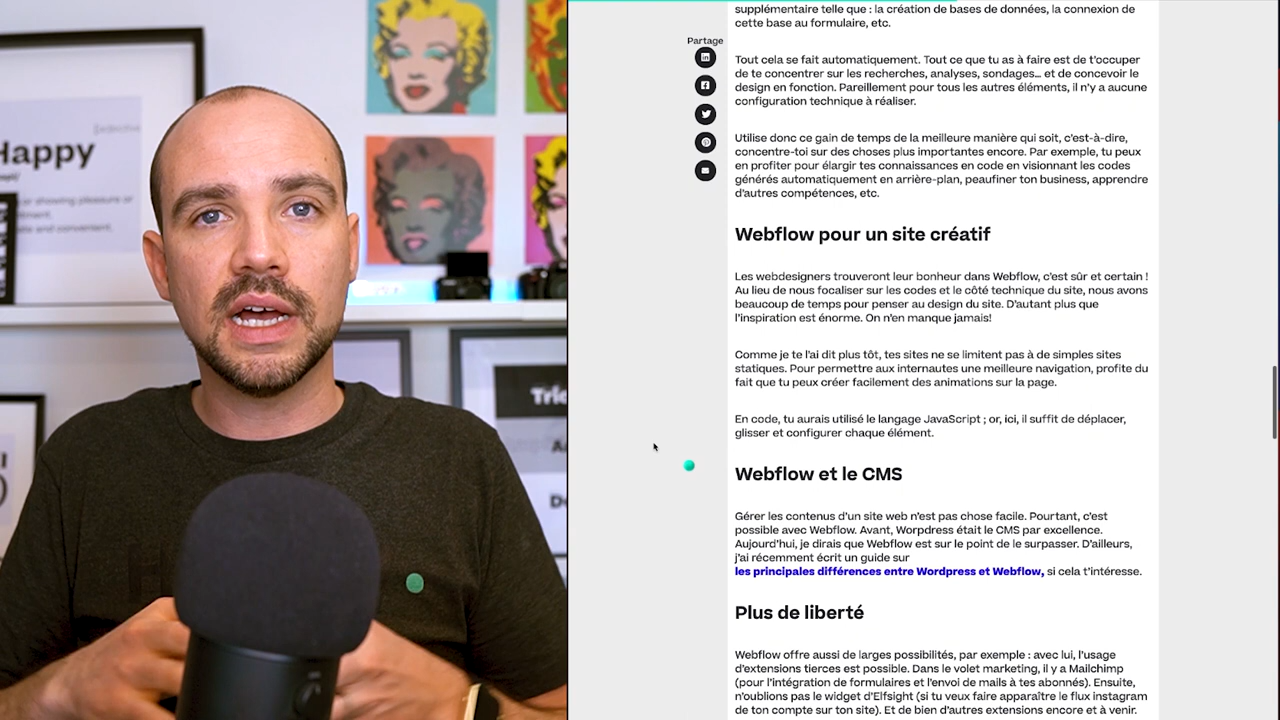 [adjective
Happy
or showing pleasure or
and convenient.
supplémentaire telle que : la création de bases de données, la connexion de
cette base au formulaire, etc.
Partage
Tout cela se fait automatiquement. Tout ce que tu as à faire est de t'occuper
de te concentrer sur les recherches, analyses, sondages... et de concevoir le
design en fonction. Pareillement pour tous les autres éléments, il n'y a aucune
configuration technique à réaliser.
Utilise donc ce gain de temps de la meilleure manière qui soit, c'est-à-dire,
concentre-toi sur des choses plus importantes encore. Par exemple, tu peux
en profiter pour élargir tes connaissances en code en visionnant les codes
générés automatiquement en arrière-plan, peaufiner ton business, apprendre
d'autres compétences, etc.
Webflow pour un site créatif
Les webdesigners trouveront leur bonheur dans Webflow, c'est sûr et certain !
Au lieu de nous focaliser sur les codes et le côté technique du site, nous avons
beaucoup de temps pour penser au design du site. D'autant plus que
l'inspiration est énorme. On n'en manque jamais!
Comme je te l'ai dit plus tôt, tes sites ne se limitent pas à de simples sites
statiques. Pour permettre aux internautes une meilleure navigation, profite du
fait que tu peux créer facilement des animations sur la page.
En code, tu aurais utilisé le langage JavaScript ; or, ici, il suffit de déplacer,
glisser et configurer chaque élément.
Webflow et le CMS
Gérer les contenus d'un site web n'est pas chose facile. Pourtant, c'est
possible avec Webflow. Avant, Worpdress était le CMS par excellence.
Aujourd'hui, je dirais que Webflow est sur le point de le surpasser. D'ailleurs,
j'ai récemment écrit un guide sur
les principales différences entre Wordpress et Webflow, si cela t'intéresse.
Plus de liberté
Webflow offre aussi de larges possibilités, par exemple : avec lui, l'usage
d'extensions tierces est possible. Dans le volet marketing, il y a Mailchimp
(pour l'intégration de formulaires et l'envoi de mails à tes abonnés). Ensuite,
n'oublions pas le widget d'Elfsight (si tu veux faire apparaître le flux instagram
de ton compte sur ton site). Et de bien d'autres extensions encore et à venir.